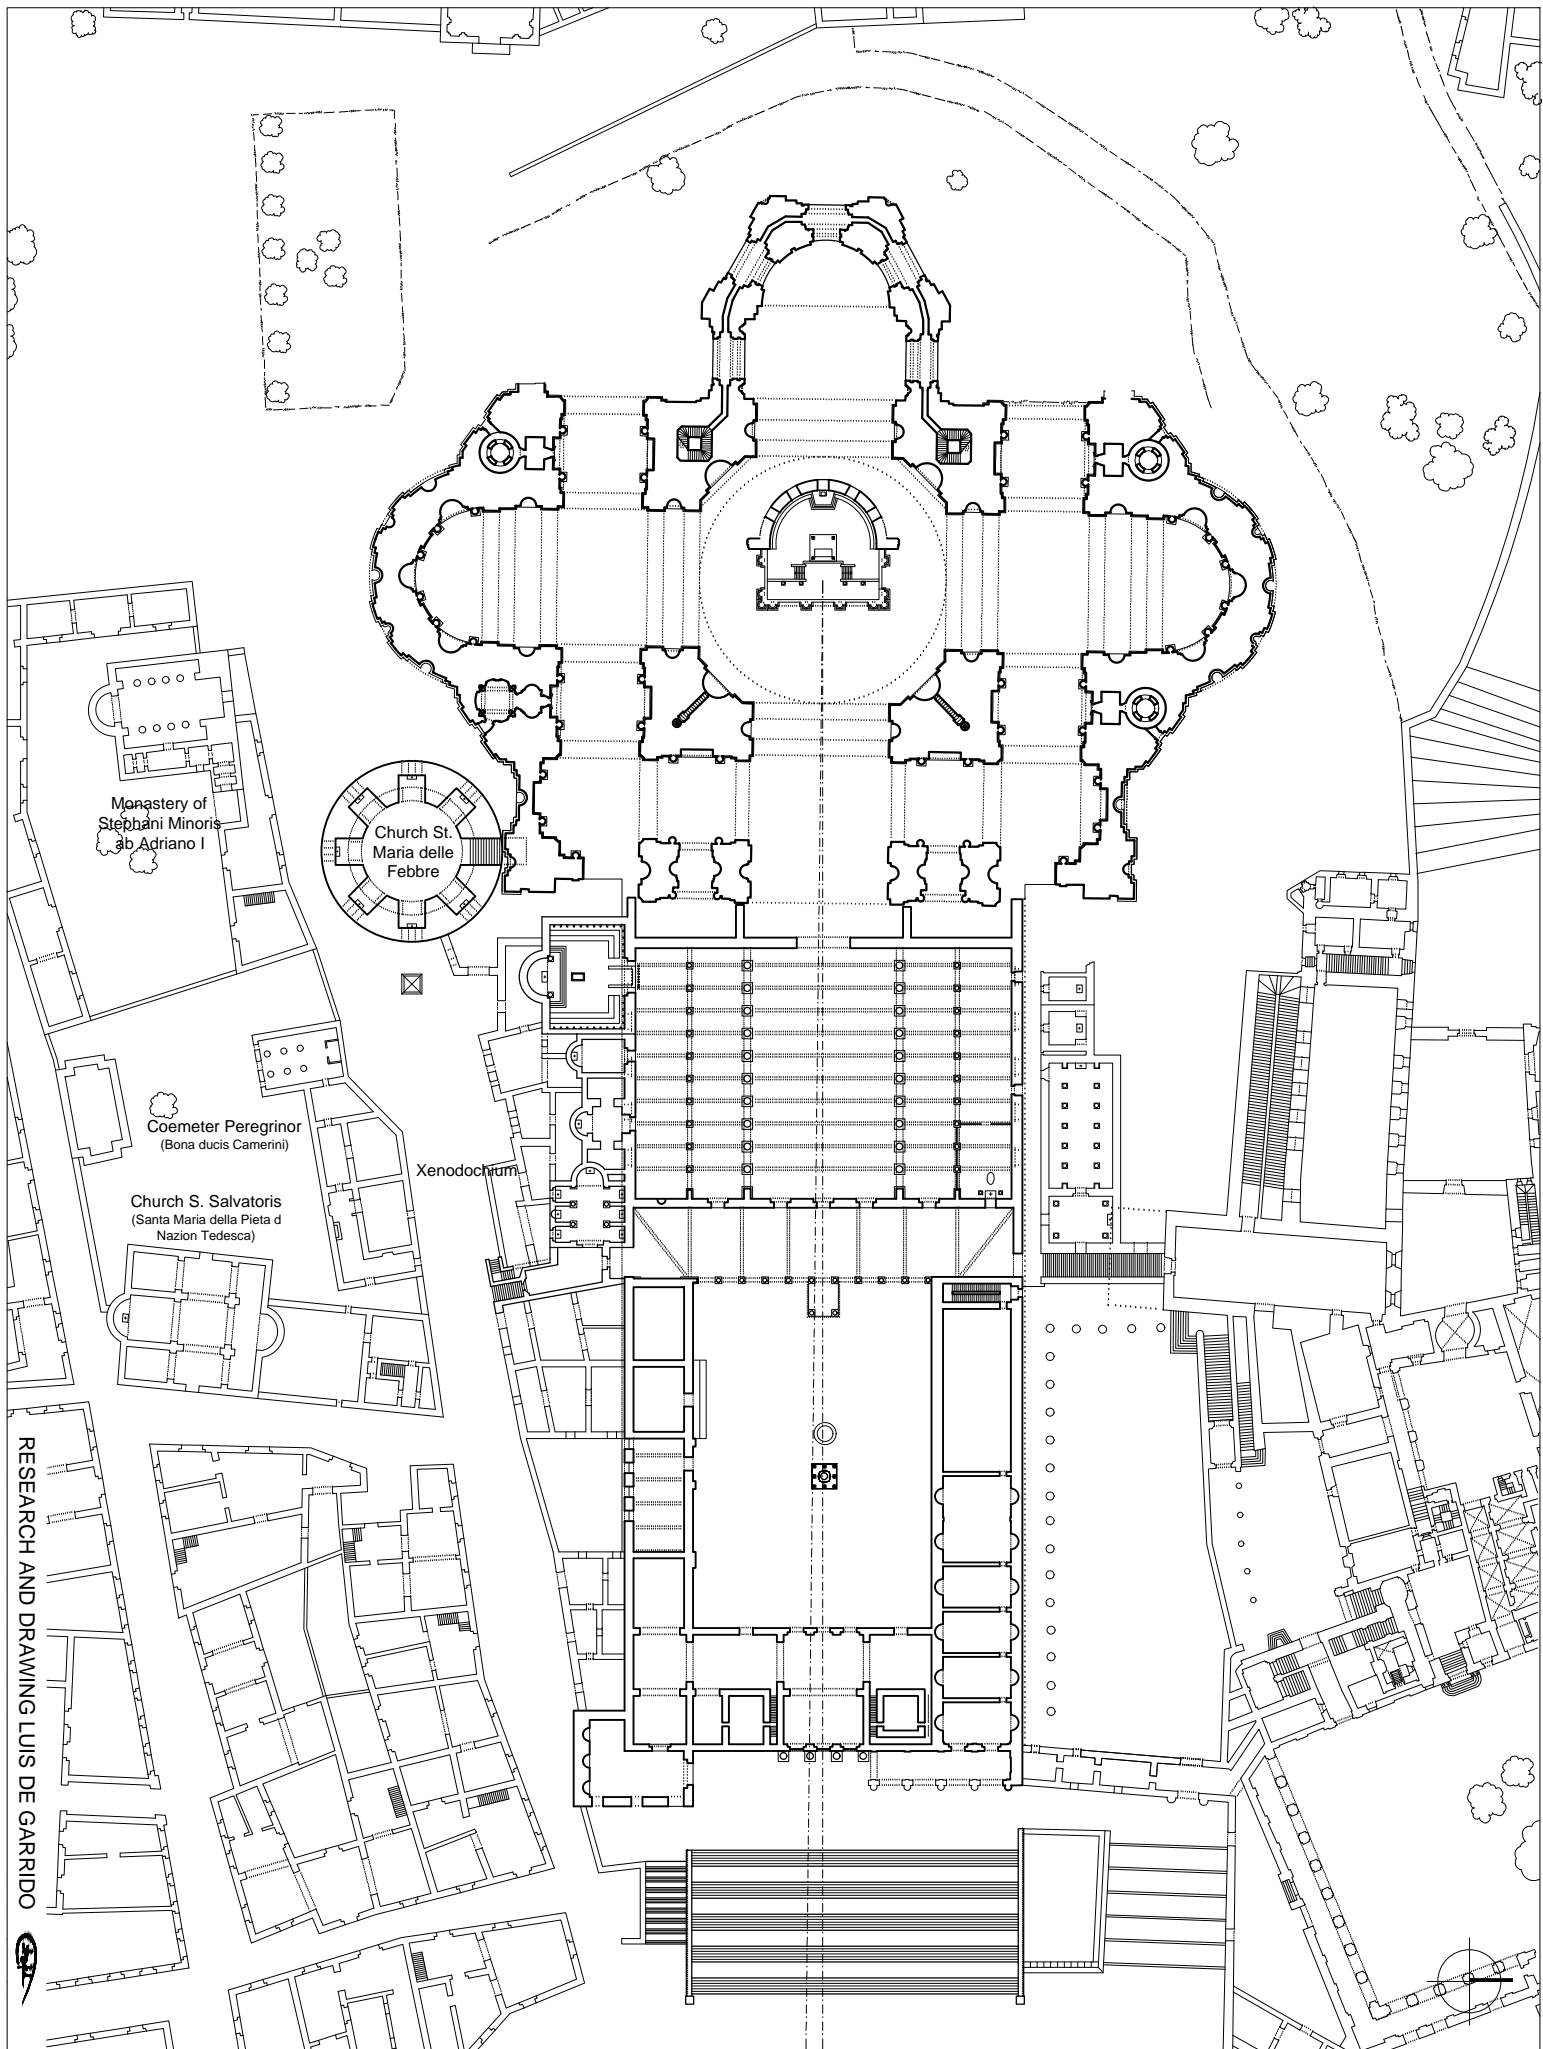 Monastery of
Stephani Minoris
ab Adriano I
Church St.
Maria delle
Febbre
Coemeter Peregrinor
(Bona ducis Camerini)
Xenodochium
Church S. Salvatoris
(Santa Maria della Pieta d
Nazion Tedesca)
RESEARCH AND DRAWING LUIS DE GARRIDO